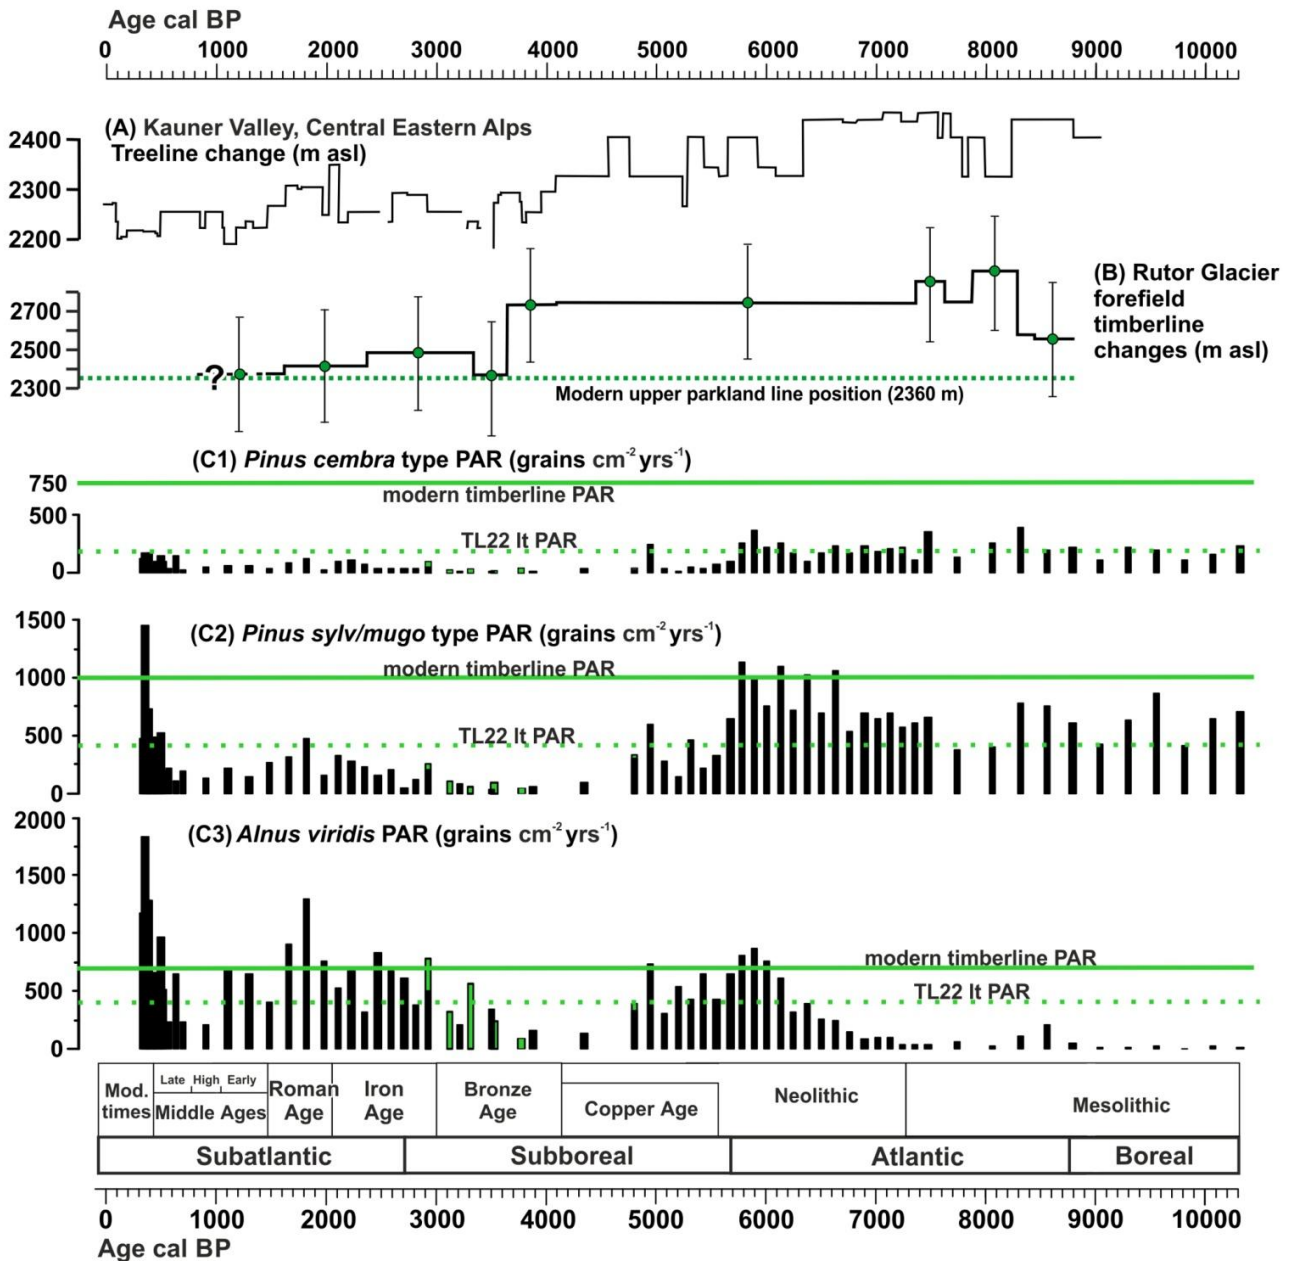 Age cal BP
0 1000 2000 3000 4000 5000 6000 7000 8000 9000 10000
(A) Kauner Valley, Central Eastern Alps
Treeline change (m asl)
2400
2300
2200
(B) Rutor Glacier
forefield
timberline
changes (m asl)
2700
2500
2300
?
Modern upper parkland line position (2360 m)
(C1) Pinus cembra type PAR (grains cm⁻² yrs⁻¹)
750
modern timberline PAR
500
TL22 lt PAR
0
1500
(C2) Pinus sylv/mugo type PAR (grains cm⁻² yrs⁻¹)
modern timberline PAR
1000
500
TL22 lt PAR
0
2000
(C3) Alnus viridis PAR (grains cm⁻² yrs⁻¹)
1500
1000
modern timberline PAR
TL22 lt PAR
500
0
Mod.
times
Late High Early
Middle Ages
Roman
Age
Iron
Age
Bronze
Age
Copper Age
Neolithic
Mesolithic
Subatlantic Subboreal Atlantic Boreal
0 1000 2000 3000 4000 5000 6000 7000 8000 9000 10000
Age cal BP